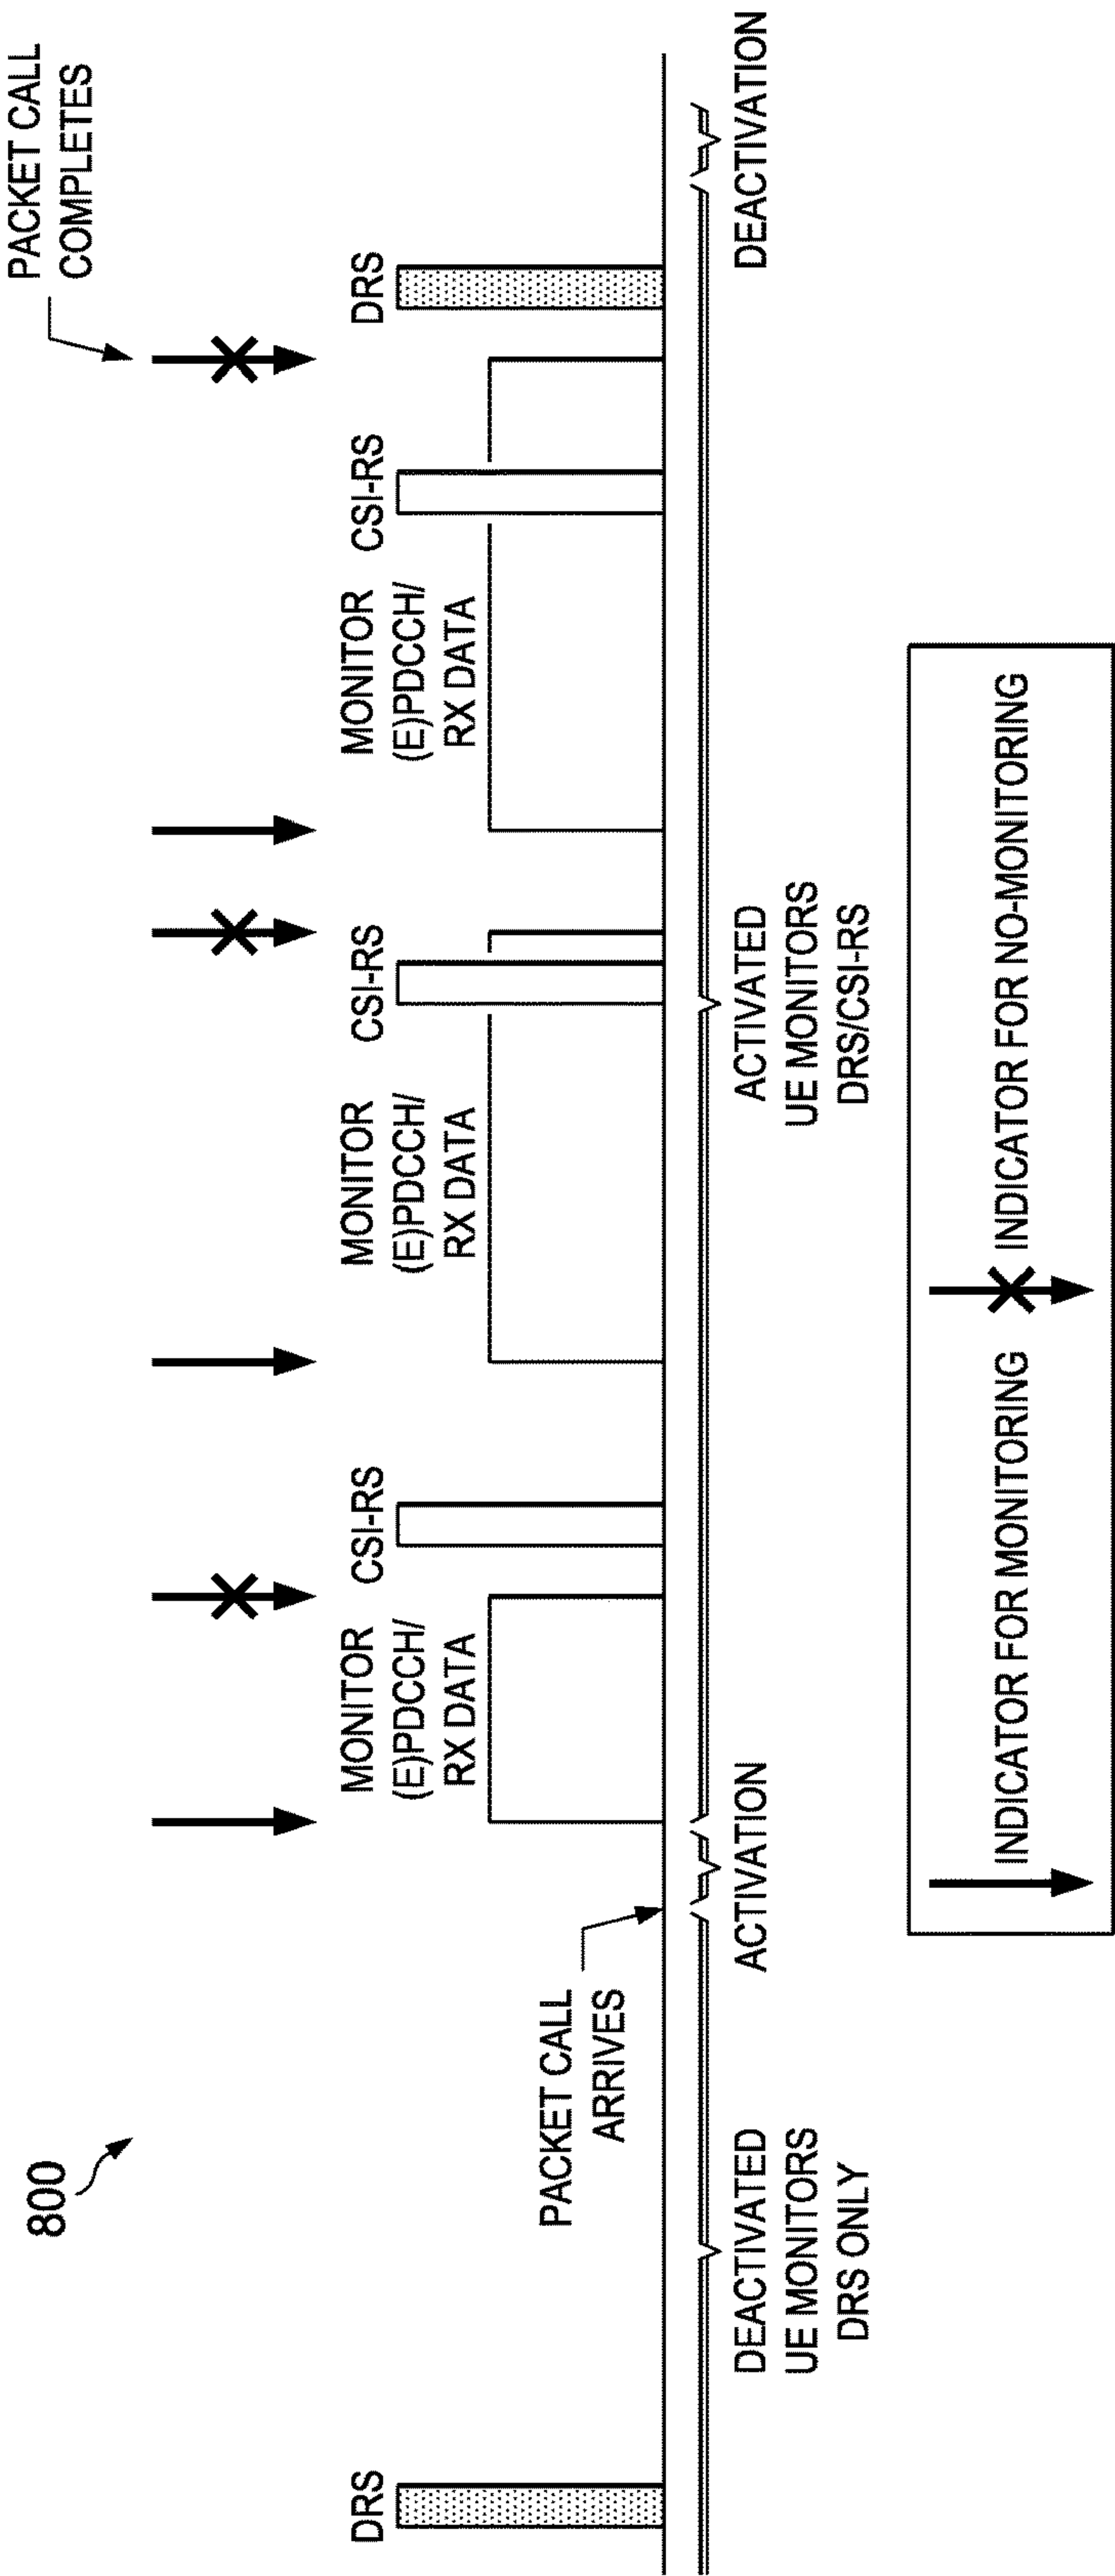 800
PACKET CALL
COMPLETES
DRS
MONITOR
(E)PDCCH/
RX DATA
CSI-RS
MONITOR
(E)PDCCH/
RX DATA
CSI-RS
MONITOR
(E)PDCCH/
RX DATA
CSI-RS
DRS
PACKET CALL
ARRIVES
DEACTIVATED
UE MONITORS
DRS ONLY
ACTIVATION
ACTIVATED
UE MONITORS
DRS/CSI-RS
DEACTIVATION
INDICATOR FOR MONITORING
INDICATOR FOR NO-MONITORING